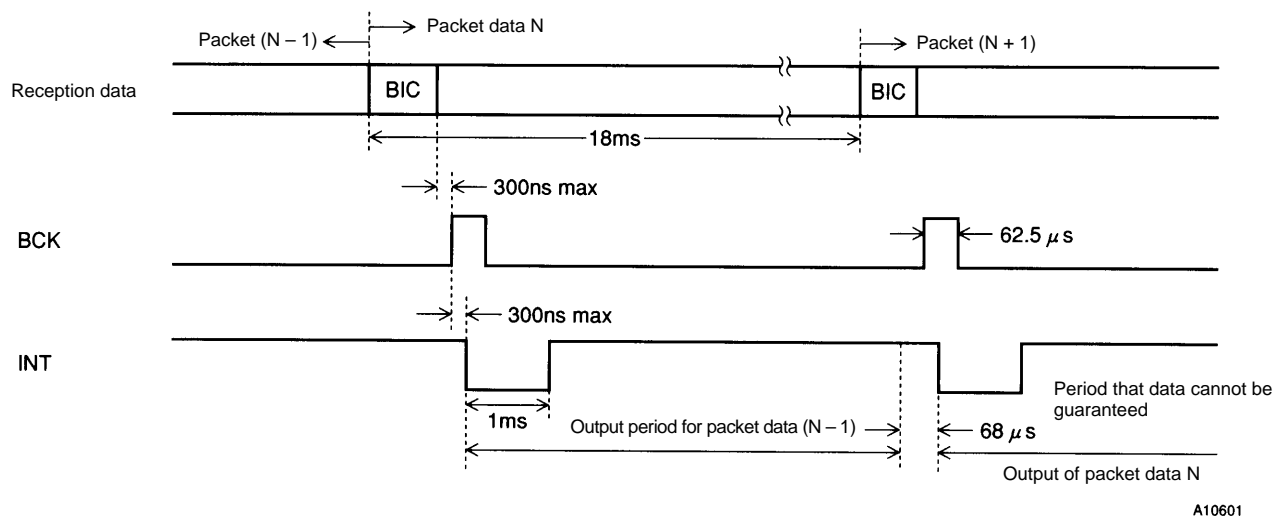 Packet (N – 1)
Packet data N
Packet (N + 1)
Reception data
BIC
BIC
18ms
300ns max
BCK
62.5 μs
300ns max
INT
1ms
Period that data cannot be
guaranteed
Output period for packet data (N – 1)
68 μs
Output of packet data N
A10601